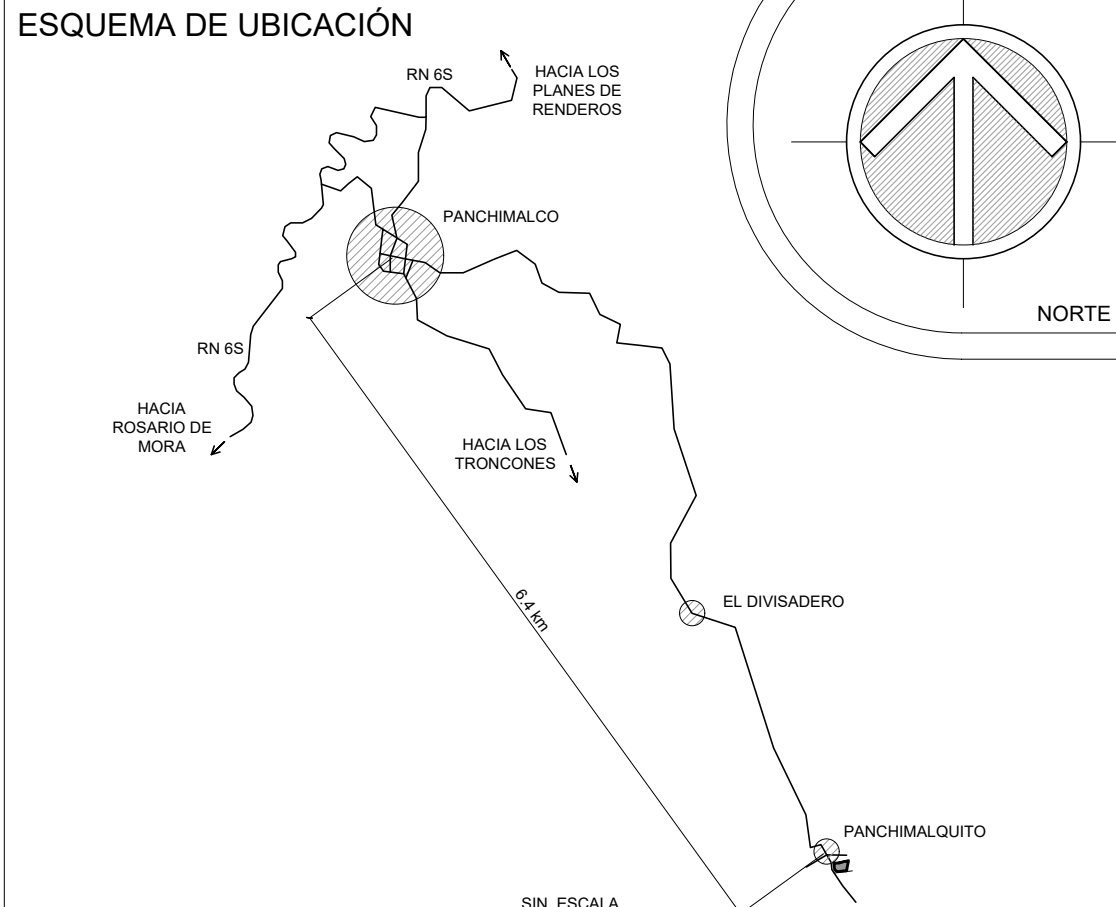 ESQUEMA DE UBICACIÓN
RN 6S
HACIA LOS
PLANES DE
RENDEROS
PANCHIMALCO
NORTE
RN 6S
HACIA
ROSARIO DE
MORA
HACIA LOS
TRONCONES
6.4 km
EL DIVISADERO
PANCHIMALQUITO
SIN ESCALA